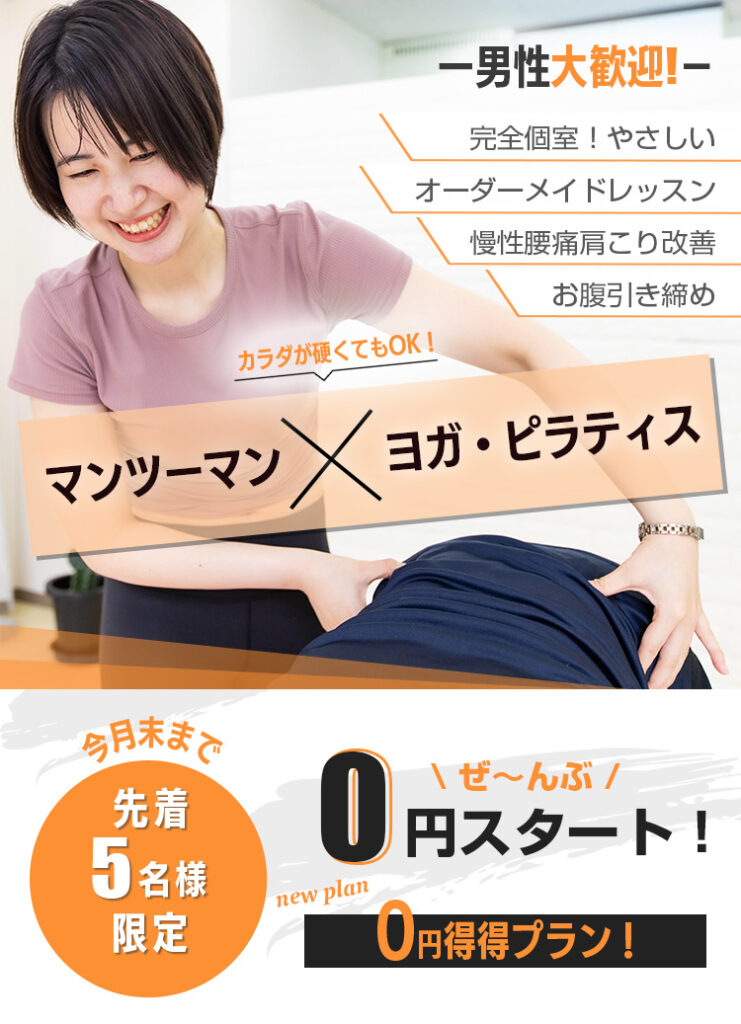 ー男性大歓迎!ー
完全個室！やさしい
オーダーメイドレッスン
慢性腰痛肩こり改善
お腹引き締め
カラダが硬くてもOK！
マンツーマン×ヨガ・ピラティス
今月末まで
先着
5名様
限定
\ ぜ〜んぶ /
0円スタート！
new plan
0円得得プラン！